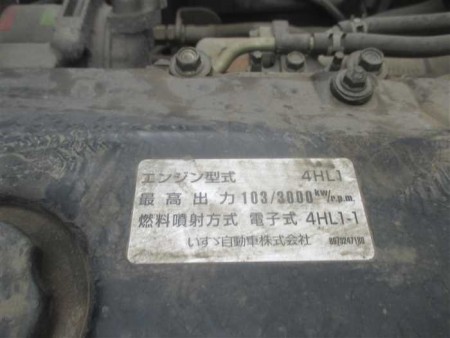 エンジン型式 4HL1
最高出力 103/3000 kW/r.p.m.
燃料噴射方式 電子式 4HL1-1
いすゞ自動車株式会社